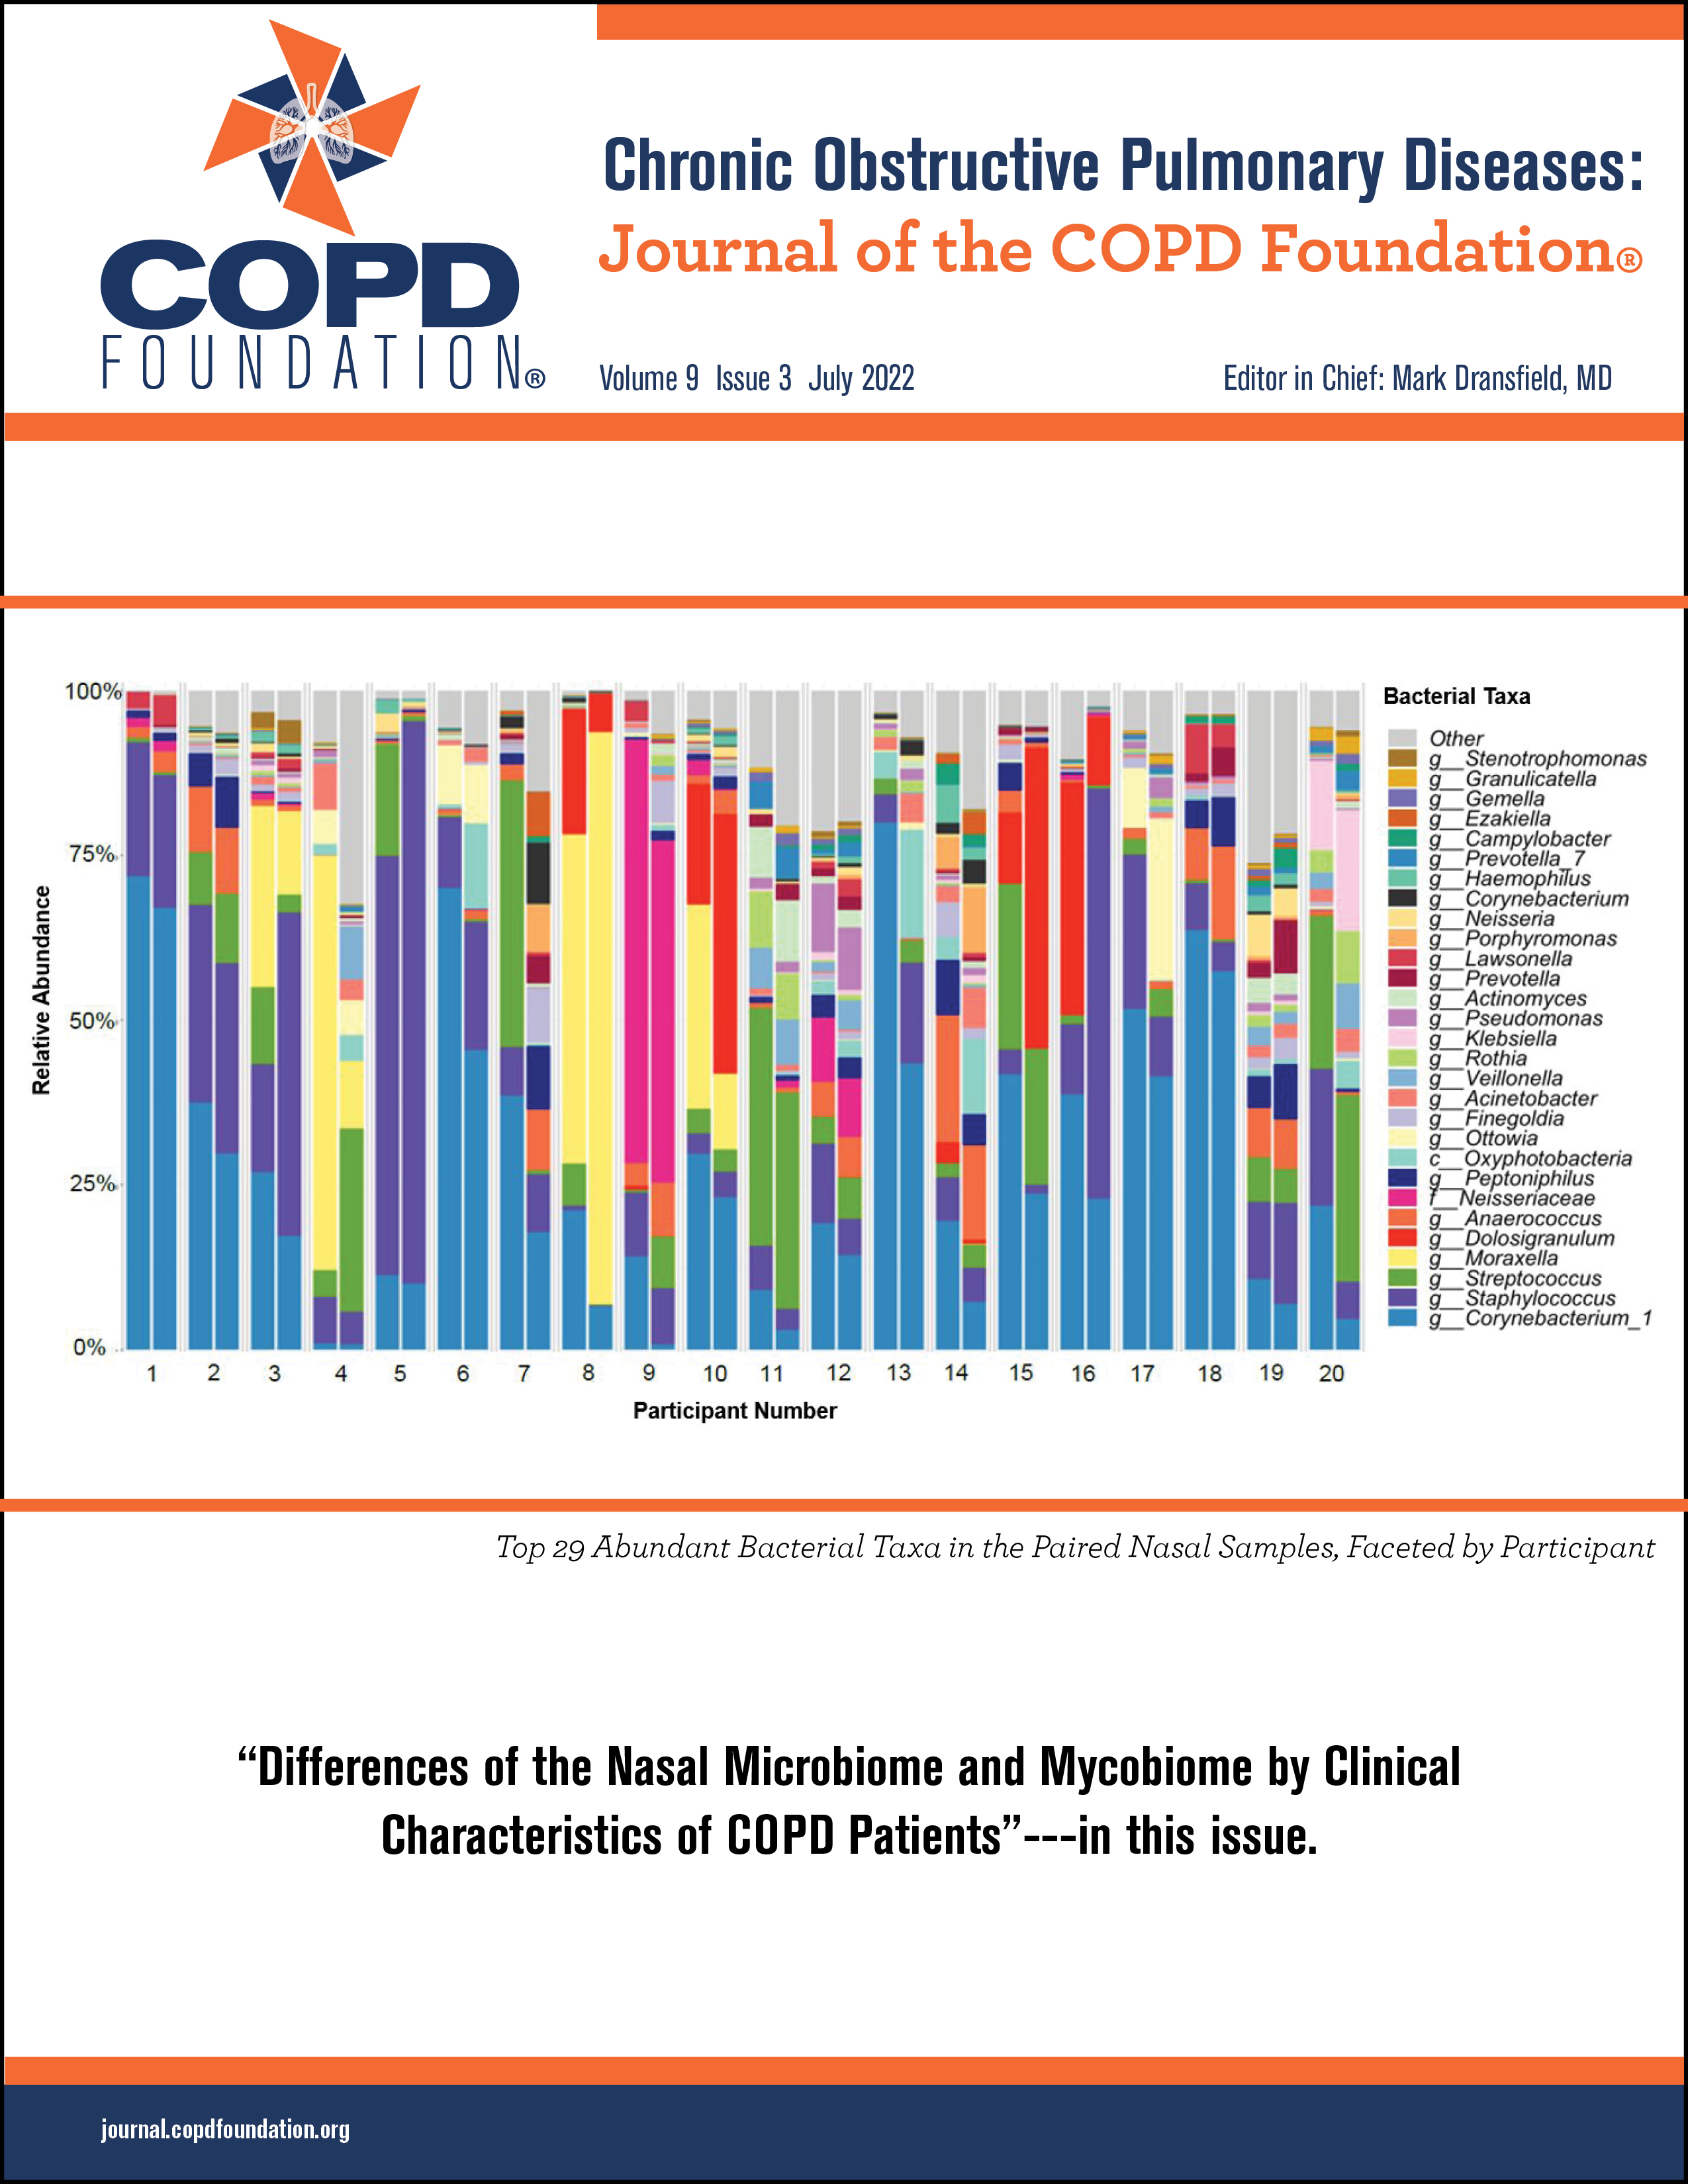 COPD
FOUNDATION®
Chronic Obstructive Pulmonary Diseases:
Journal of the COPD Foundation®
Volume 9 Issue 3 July 2022
Editor in Chief: Mark Dransfield, MD
100%
75%
50%
25%
0%
Relative Abundance
1 2 3 4 5 6 7 8 9 10 11 12 13 14 15 16 17 18 19 20
Participant Number
Bacterial Taxa
Other
g__Stenotrophomonas
g__Granulicatella
g__Gemella
g__Ezakiella
g__Campylobacter
g__Prevotella_7
g__Haemophilus
g__Corynebacterium
g__Neisseria
g__Porphyromonas
g__Lawsonella
g__Prevotella
g__Actinomyces
g__Pseudomonas
g__Klebsiella
g__Rothia
g__Veillonella
g__Acinetobacter
g__Finegoldia
g__Ottowia
c__Oxyphotobacteria
g__Peptoniphilus
f__Neisseriaceae
g__Anaerococcus
g__Dolosigranulum
g__Moraxella
g__Streptococcus
g__Staphylococcus
g__Corynebacterium_1
Top 29 Abundant Bacterial Taxa in the Paired Nasal Samples, Faceted by Participant
“Differences of the Nasal Microbiome and Mycobiome by Clinical
Characteristics of COPD Patients”---in this issue.
journal.copdfoundation.org